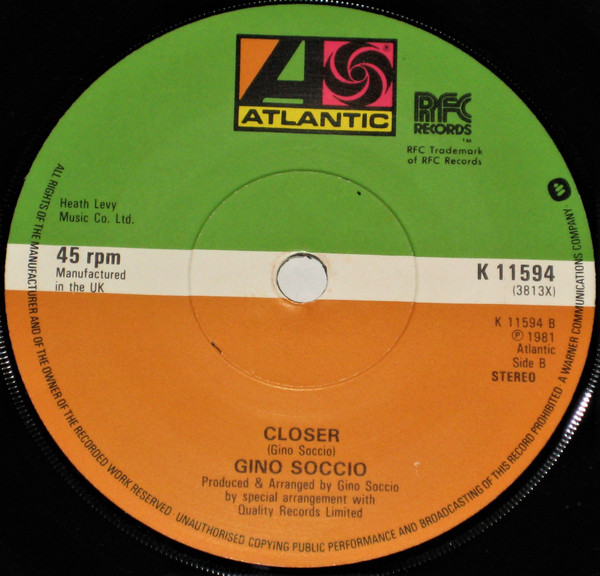 ATLANTIC
RFC
RECORDS
RFC Trademark
of RFC Records
Heath Levy
Music Co. Ltd.
45 rpm
Manufactured
in the UK
K 11594
(3813X)
K 11594 B
℗ 1981
Atlantic
Side B
STEREO
CLOSER
(Gino Soccio)
GINO SOCCIO
Produced & Arranged by Gino Soccio
by special arrangement with
Quality Records Limited
ALL RIGHTS OF THE MANUFACTURER AND OF THE OWNER OF THE RECORDED WORK RESERVED. UNAUTHORISED COPYING PUBLIC PERFORMANCE AND BROADCASTING OF THIS RECORD PROHIBITED. A WARNER COMMUNICATIONS COMPANY.